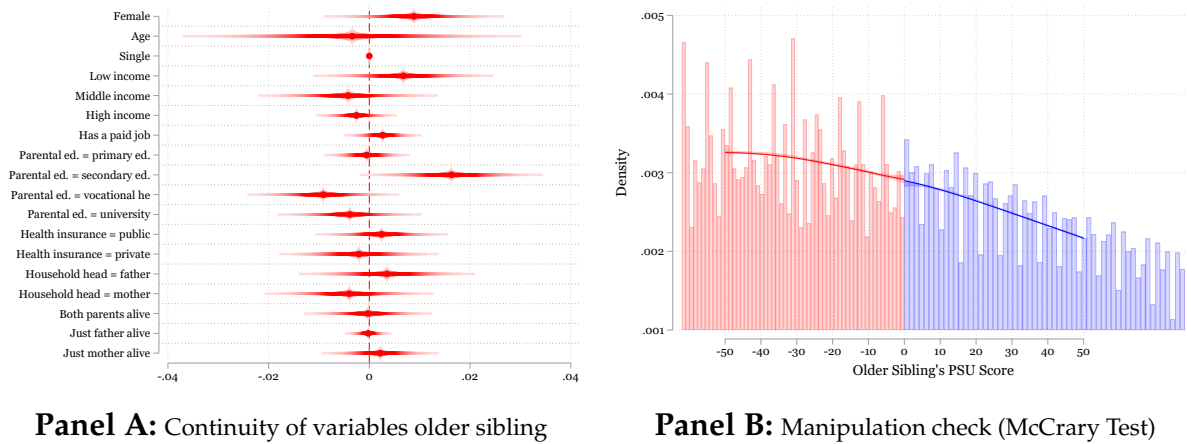 Female
Age
Single
Low income
Middle income
High income
Has a paid job
Parental ed. = primary ed.
Parental ed. = secondary ed.
Parental ed. = vocational he
Parental ed. = university
Health insurance = public
Health insurance = private
Household head = father
Household head = mother
Both parents alive
Just father alive
Just mother alive
-.04 -.02 0 .02 .04
Panel A: Continuity of variables older sibling
.005
.004
.003
.002
.001
Density
-50 -40 -30 -20 -10 0 10 20 30 40 50
Older Sibling's PSU Score
Panel B: Manipulation check (McCrary Test)